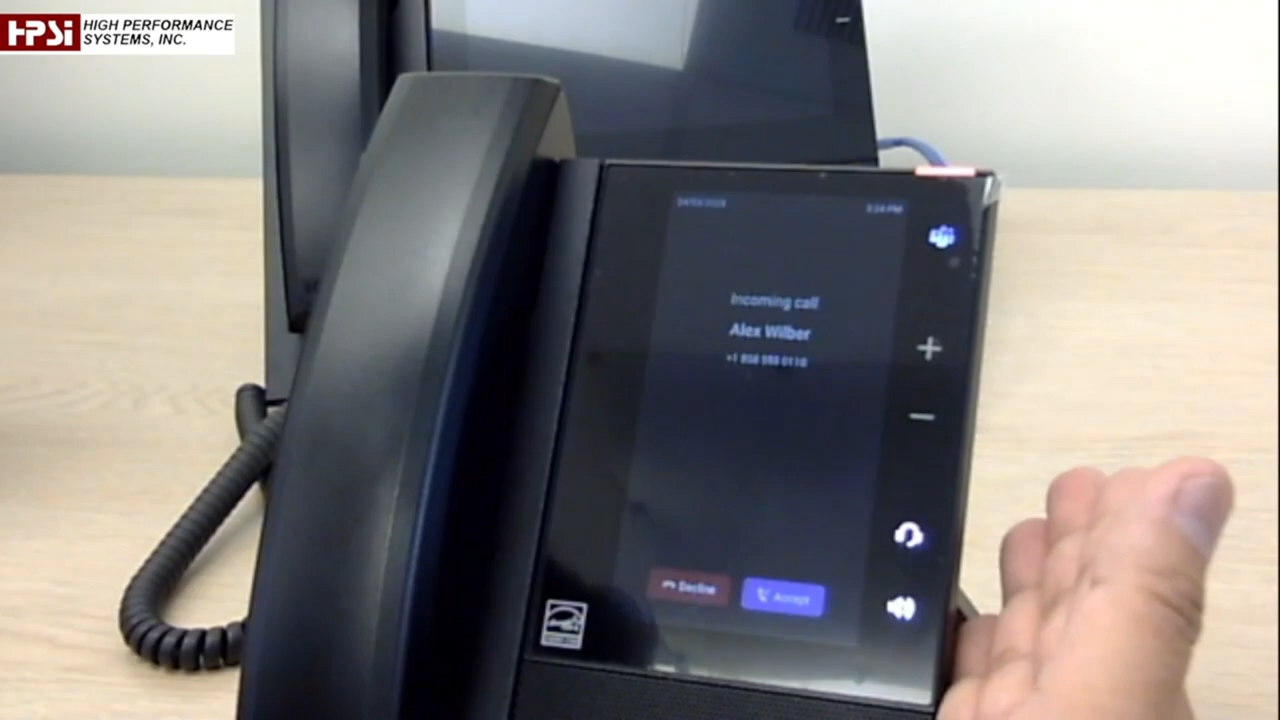 HPSi HIGH PERFORMANCE
SYSTEMS, INC.
Incoming call
Alex Wilber
Decline
Accept